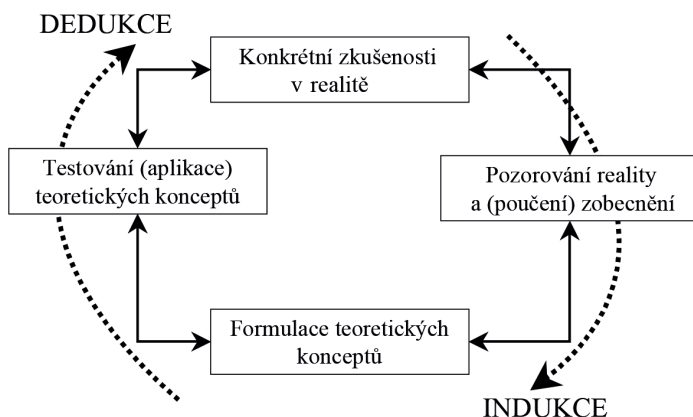 DEDUKCE
Konkrétní zkušenosti
v realitě
Testování (aplikace)
teoretických konceptů
Pozorování reality
a (poučení) zobecnění
Formulace teoretických
konceptů
INDUKCE